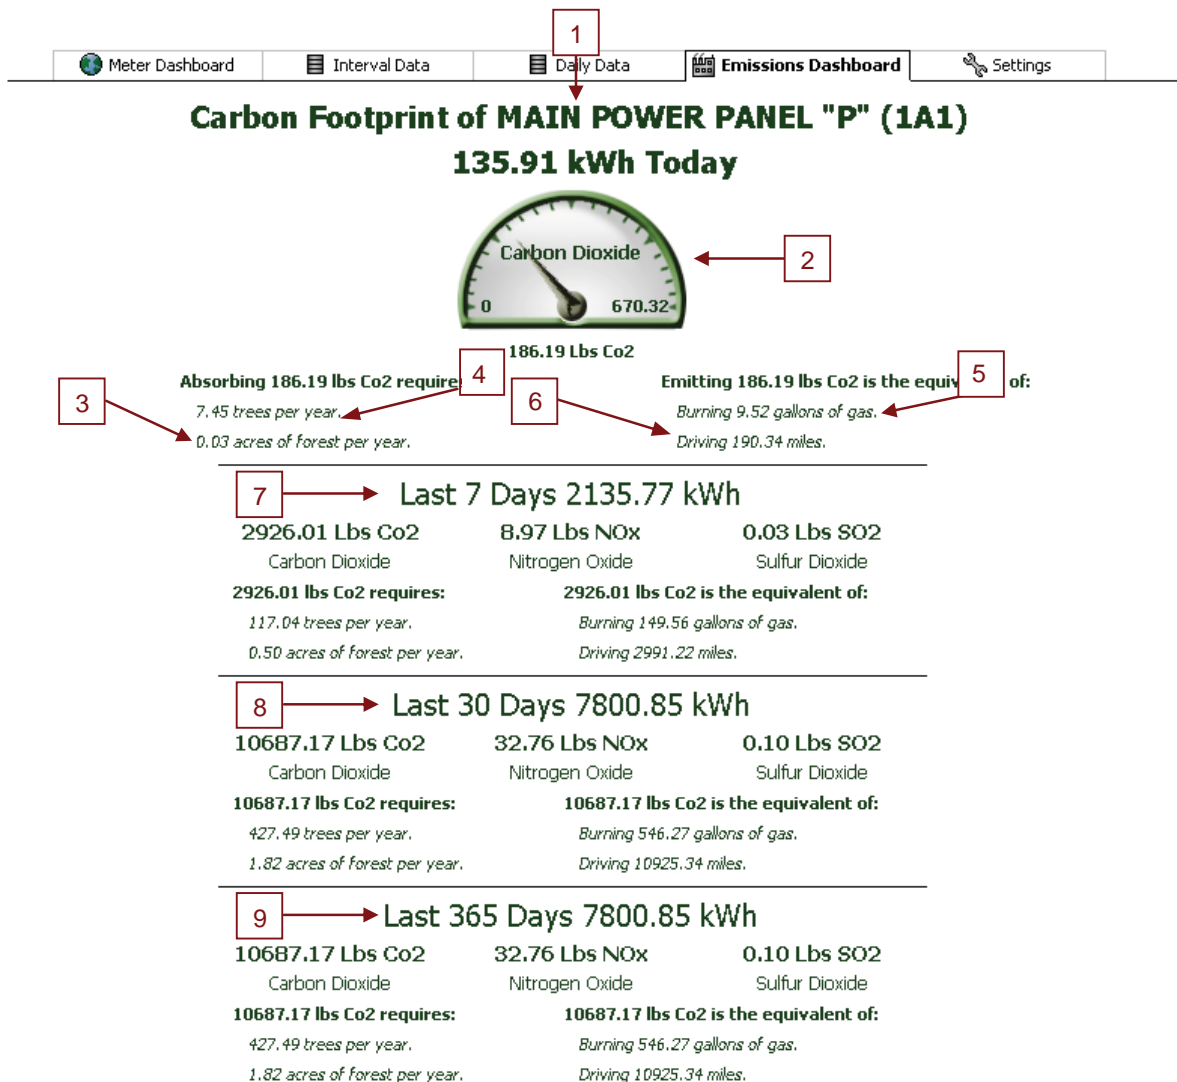 1
Meter Dashboard Interval Data Daily Data Emissions Dashboard Settings
Carbon Footprint of MAIN POWER PANEL "P" (1A1)
135.91 kWh Today
Carbon Dioxide
2
0 670.32
186.19 Lbs Co2
Absorbing 186.19 lbs Co2 require 4 Emitting 186.19 lbs Co2 is the equiv 5 of:
3 7.45 trees per year. 6 Burning 9.52 gallons of gas.
0.03 acres of forest per year. Driving 190.34 miles.
7 Last 7 Days 2135.77 kWh
2926.01 Lbs Co2 8.97 Lbs NOx 0.03 Lbs SO2
Carbon Dioxide Nitrogen Oxide Sulfur Dioxide
2926.01 lbs Co2 requires: 2926.01 lbs Co2 is the equivalent of:
117.04 trees per year. Burning 149.56 gallons of gas.
0.50 acres of forest per year. Driving 2991.22 miles.
8 Last 30 Days 7800.85 kWh
10687.17 Lbs Co2 32.76 Lbs NOx 0.10 Lbs SO2
Carbon Dioxide Nitrogen Oxide Sulfur Dioxide
10687.17 lbs Co2 requires: 10687.17 lbs Co2 is the equivalent of:
427.49 trees per year. Burning 546.27 gallons of gas.
1.82 acres of forest per year. Driving 10925.34 miles.
9 Last 365 Days 7800.85 kWh
10687.17 Lbs Co2 32.76 Lbs NOx 0.10 Lbs SO2
Carbon Dioxide Nitrogen Oxide Sulfur Dioxide
10687.17 lbs Co2 requires: 10687.17 lbs Co2 is the equivalent of:
427.49 trees per year. Burning 546.27 gallons of gas.
1.82 acres of forest per year. Driving 10925.34 miles.